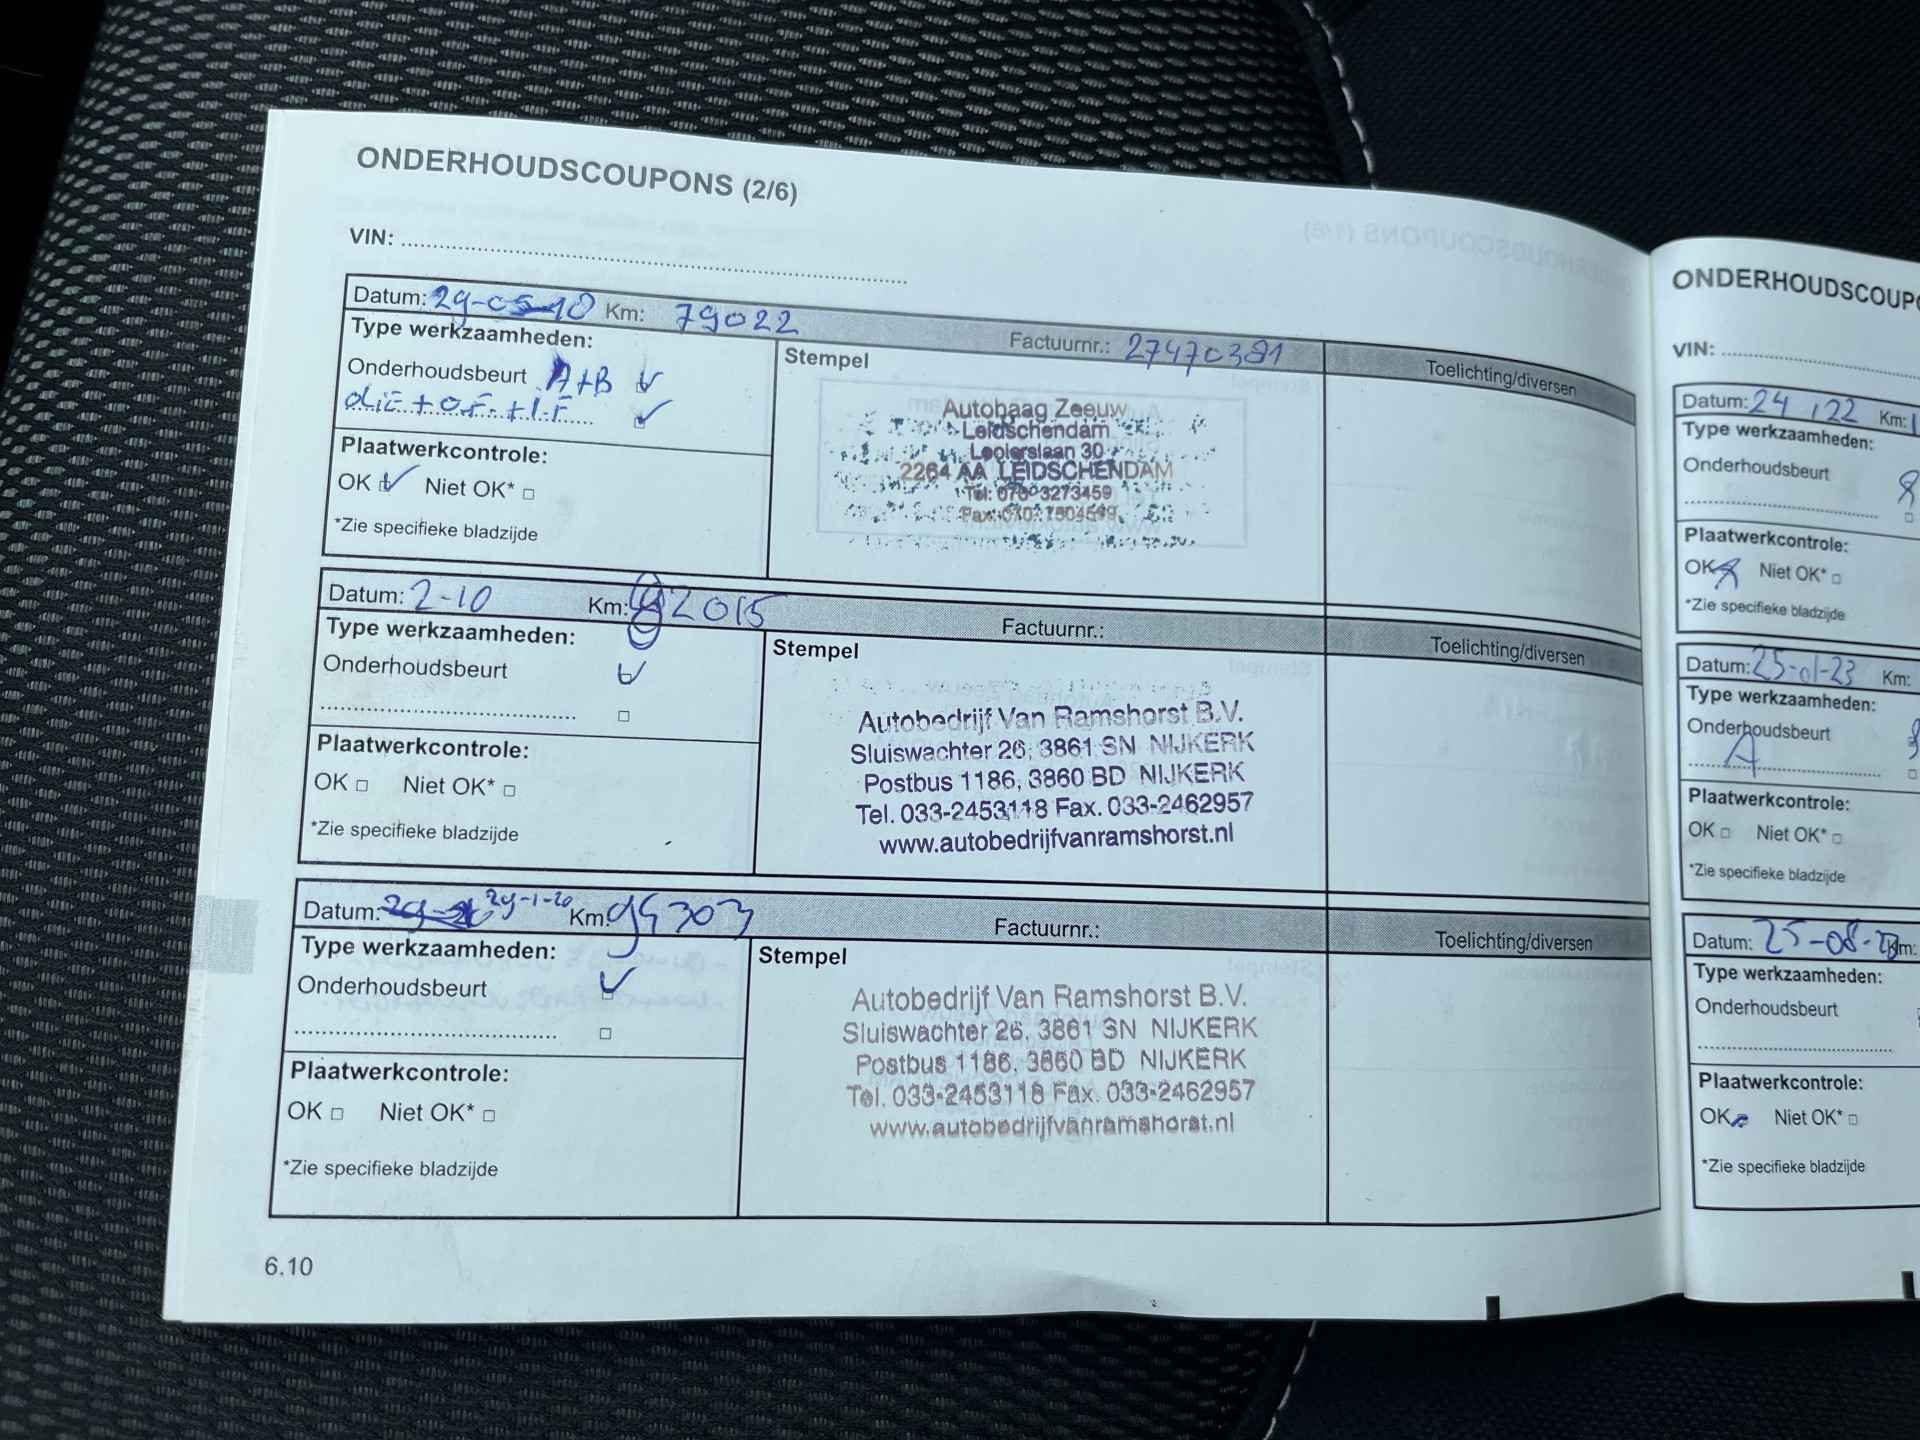 ONDERHOUDSCOUPONS (2/6)
VIN:
Datum: 29-05-18 Km: 79022 Factuurnr.: 27470381 Toelichting/diversen
Type werkzaamheden:
Onderhoudsbeurt A+B
Stempel
Plaatwerkcontrole:
OK Niet OK*
*Zie specifieke bladzijde
Autohaag Zeeuw
Leidschendam
2264 AA LEIDSCHENDAM
Tel: 070-3273459
Datum: 2-10 Km: 92015 Factuurnr.: Toelichting/diversen
Type werkzaamheden:
Onderhoudsbeurt
Stempel
Plaatwerkcontrole:
OK Niet OK*
*Zie specifieke bladzijde
Autobedrijf Van Ramshorst B.V.
Sluiswachter 26, 3861 SN NIJKERK
Postbus 1186, 3860 BD NIJKERK
Tel. 033-2453118 Fax. 033-2462957
www.autobedrijfvanramshorst.nl
Datum: 29-1-20 Km: 95303 Factuurnr.: Toelichting/diversen
Type werkzaamheden:
Onderhoudsbeurt
Stempel
Plaatwerkcontrole:
OK Niet OK*
*Zie specifieke bladzijde
Autobedrijf Van Ramshorst B.V.
Sluiswachter 26, 3861 SN NIJKERK
Postbus 1186, 3860 BD NIJKERK
Tel. 033-2453118 Fax. 033-2462957
www.autobedrijfvanramshorst.nl
6.10
ONDERHOUDSCOUPO
VIN:
Datum: 24 1 22 Km:
Type werkzaamheden:
Onderhoudsbeurt
Plaatwerkcontrole:
OK Niet OK*
*Zie specifieke bladzijde
Datum: 25-01-23 Km:
Type werkzaamheden:
Onderhoudsbeurt
A
Plaatwerkcontrole:
OK Niet OK*
*Zie specifieke bladzijde
Datum: 25-08-23 Km:
Type werkzaamheden:
Onderhoudsbeurt
Plaatwerkcontrole:
OK Niet OK*
*Zie specifieke bladzijde